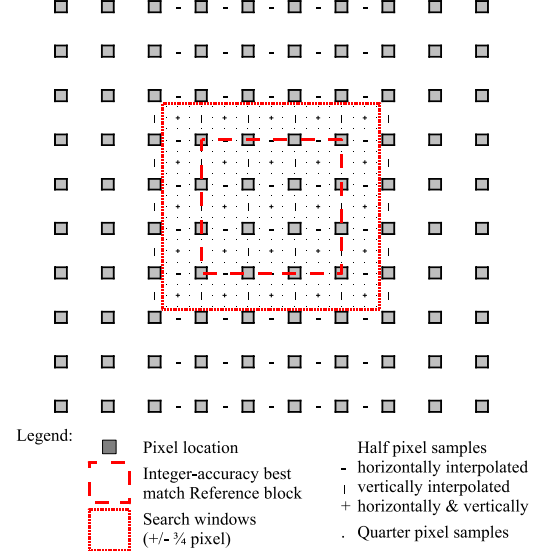 Legend:
Pixel location
Integer-accuracy best
match Reference block
Search windows
(+/- ¾ pixel)
Half pixel samples
- horizontally interpolated
ı vertically interpolated
+ horizontally & vertically
. Quarter pixel samples